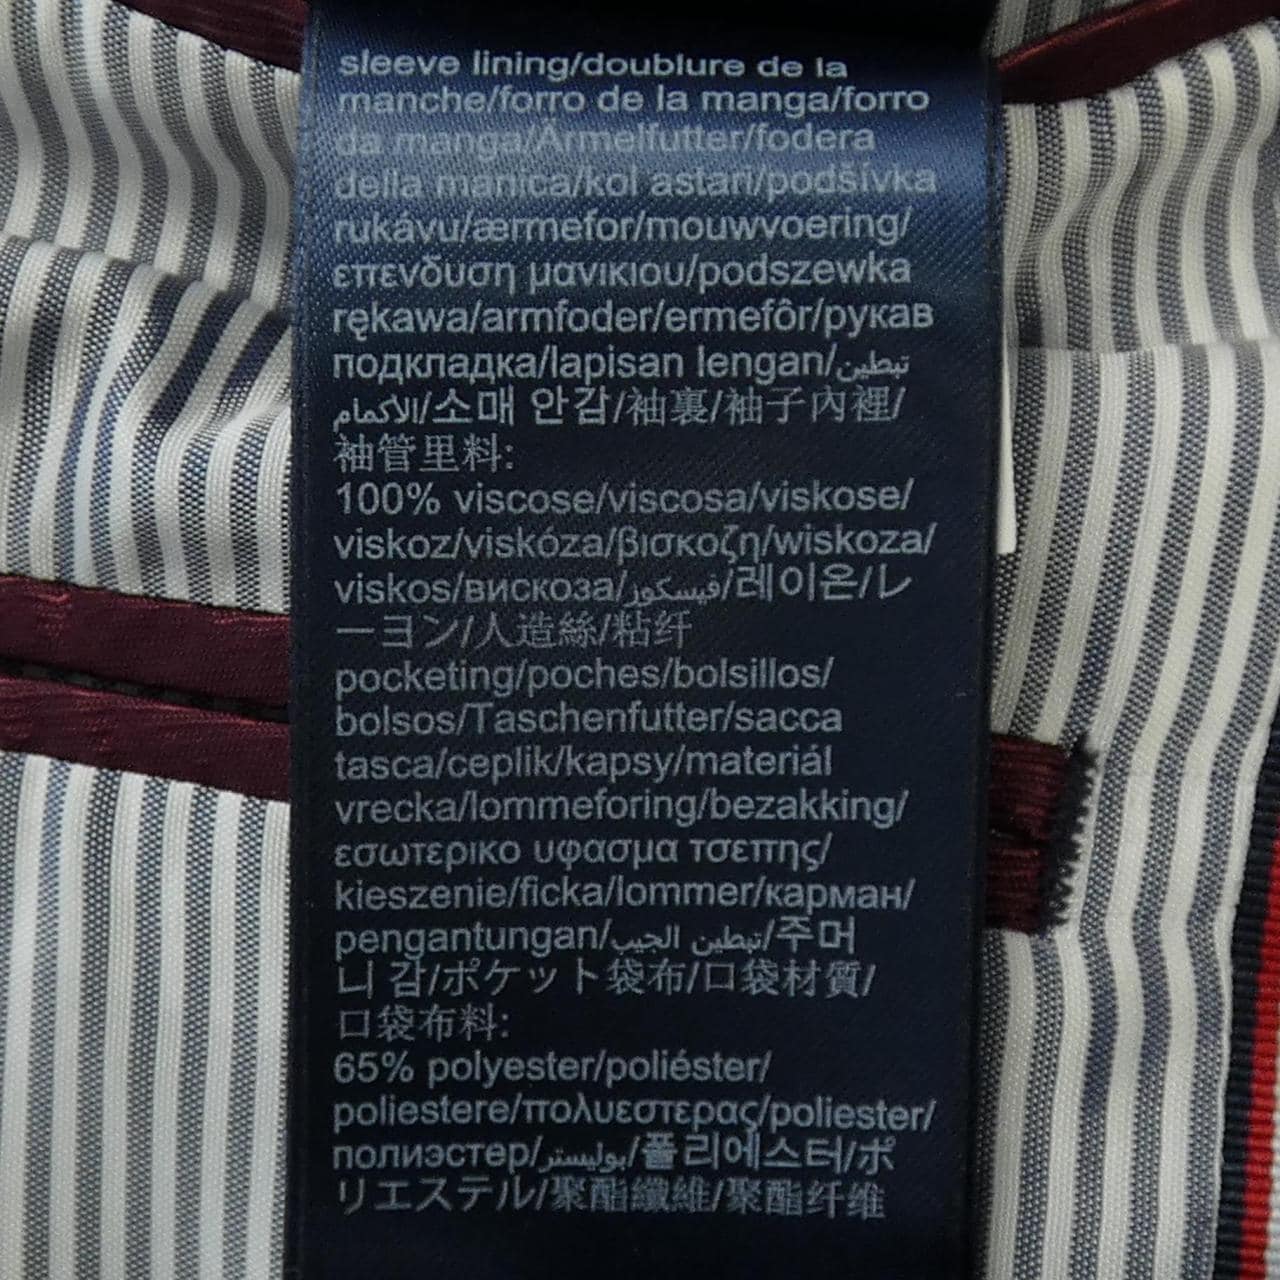 sleeve lining/doublure de la
manche/forro de la manga/forro
da manga/Ärmelfutter/fodera
della manica/kol astarı/podšívka
rukávu/ærmefor/mouwvoering/
επενδυση μανικιου/podszewka
rękawa/armfoder/ermefôr/рукав
подкладка/lapisan lengan/تبطين
الأكمام/소매 안감/袖裏/袖子內裡/
袖管里料:
100% viscose/viscosa/viskose/
viskoz/viskóza/βισκοζη/wiskoza/
viskos/вискоза/فيسكوز/레이온/レ
ーヨン/人造絲/粘纤
pocketing/poches/bolsillos/
bolsos/Taschenfutter/sacca
tasca/ceplik/kapsy/materiál
vrecka/lommeforing/bezakking/
εσωτερικο υφασμα τσεπης/
kieszenie/ficka/lommer/карман/
pengantungan/تبطين الجيب/주머
니 감/ポケット袋布/口袋材質/
口袋布料:
65% polyester/poliéster/
poliestere/πολυεστερας/poliester/
полиэстер/بوليستر/폴리에스터/ポ
リエステル/聚酯纖維/聚酯纤维